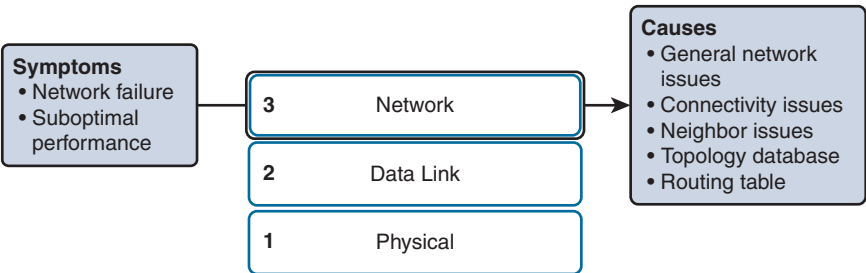 Symptoms
• Network failure
• Suboptimal
performance
3 Network
2 Data Link
1 Physical
Causes
• General network
issues
• Connectivity issues
• Neighbor issues
• Topology database
• Routing table